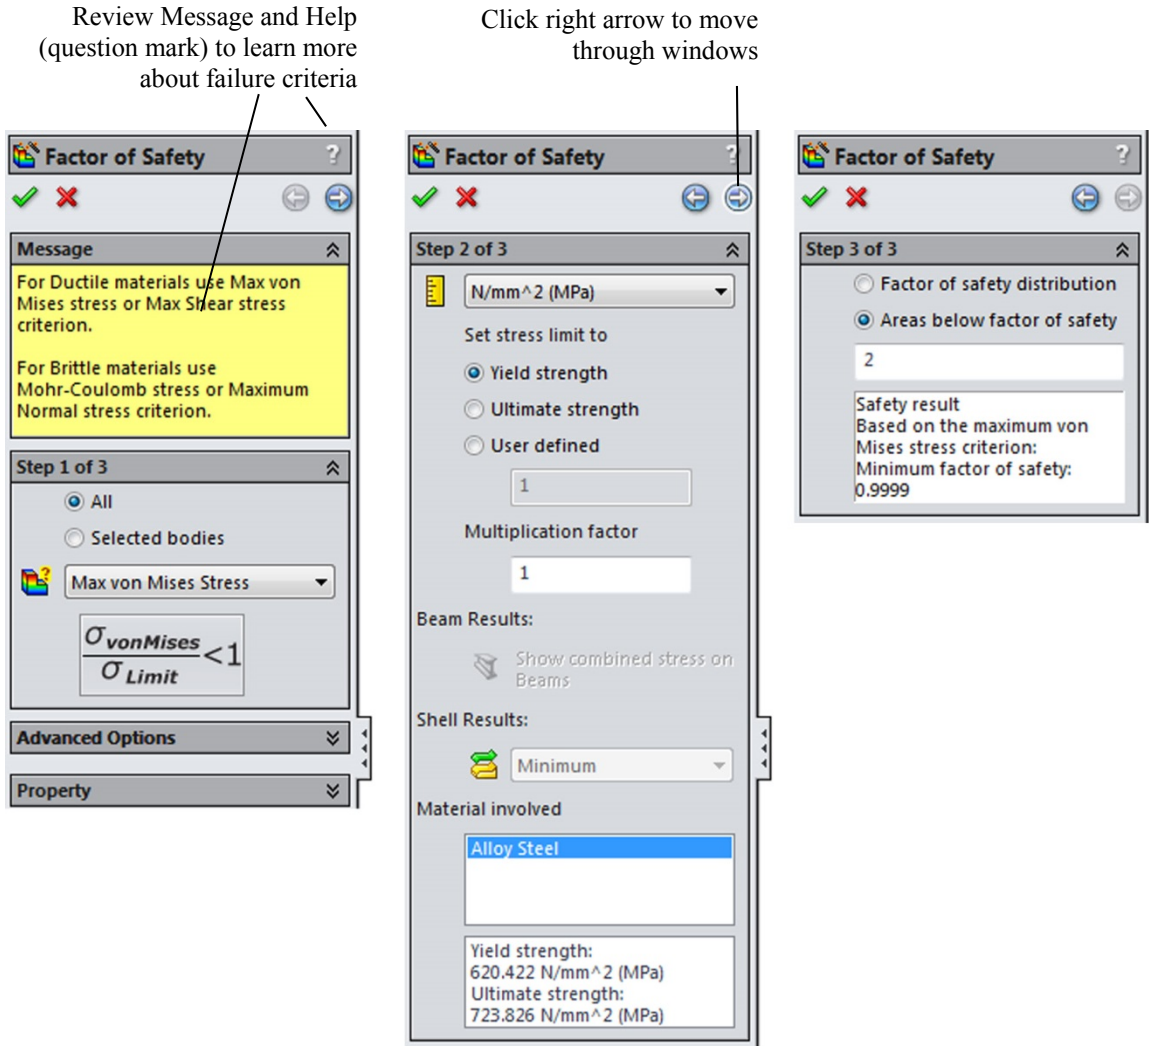 Review Message and Help
(question mark) to learn more
about failure criteria
Click right arrow to move
through windows
Factor of Safety ?
Message
For Ductile materials use Max von
Mises stress or Max Shear stress
criterion.
For Brittle materials use
Mohr-Coulomb stress or Maximum
Normal stress criterion.
Step 1 of 3
All
Selected bodies
Max von Mises Stress
σ vonMises
σ Limit
<1
Advanced Options
Property
Factor of Safety ?
Step 2 of 3
N/mm^2 (MPa)
Set stress limit to
Yield strength
Ultimate strength
User defined
1
Multiplication factor
1
Beam Results:
Show combined stress on
Beams
Shell Results:
Minimum
Material involved
Alloy Steel
Yield strength:
620.422 N/mm^2 (MPa)
Ultimate strength:
723.826 N/mm^2 (MPa)
Factor of Safety ?
Step 3 of 3
Factor of safety distribution
Areas below factor of safety
2
Safety result
Based on the maximum von
Mises stress criterion:
Minimum factor of safety:
0.9999